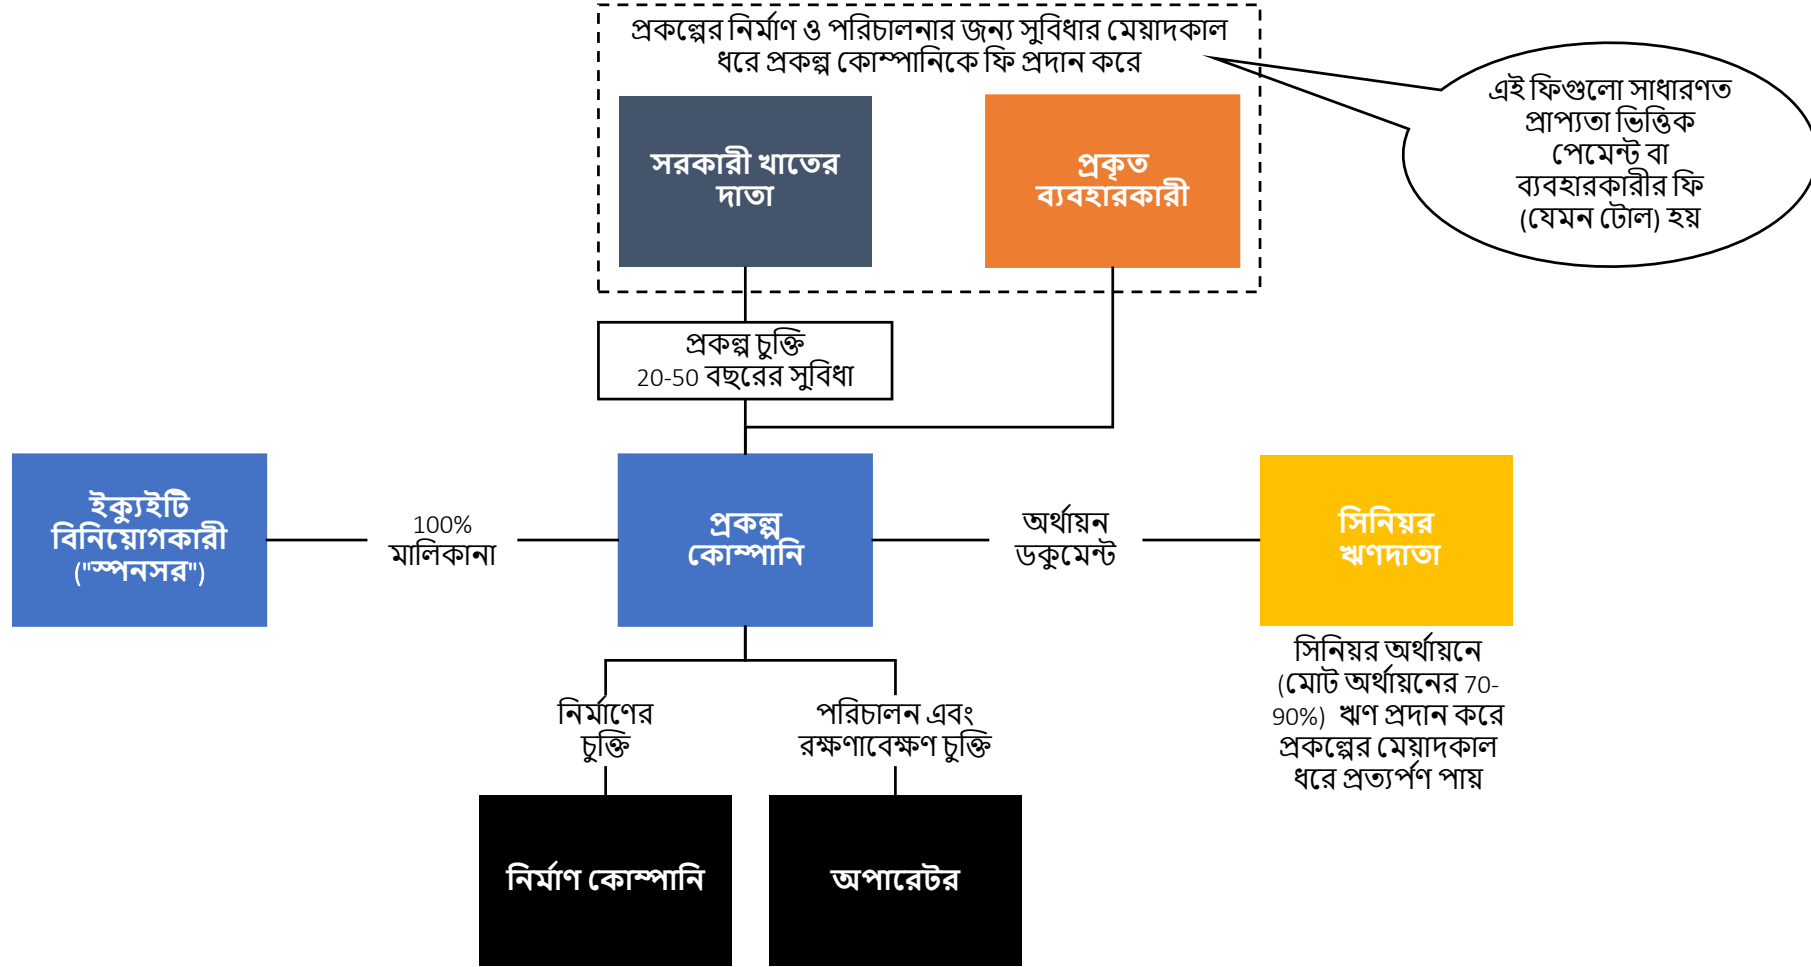 প্রকল্পের নির্মাণ ও পরিচালনার জন্য সুবিধার মেয়াদকাল
ধরে প্রকল্প কোম্পানিকে ফি প্রদান করে
এই ফিগুলো সাধারণত
প্রাপ্যতা ভিত্তিক
পেমেন্ট বা
ব্যবহারকারীর ফি
(যেমন টোল) হয়
সরকারী খাতের
দাতা
প্রকৃত
ব্যবহারকারী
প্রকল্প চুক্তি
20-50 বছরের সুবিধা
ইক্যুইটি
বিনিয়োগকারী
("স্পনসর")
100%
মালিকানা
প্রকল্প
কোম্পানি
অর্থায়ন
ডকুমেন্ট
সিনিয়র
ঋণদাতা
সিনিয়র অর্থায়নে
(মোট অর্থায়নের 70-
90%) ঋণ প্রদান করে
প্রকল্পের মেয়াদকাল
ধরে প্রত্যর্পণ পায়
নির্মাণের
চুক্তি
পরিচালন এবং
রক্ষণাবেক্ষণ চুক্তি
নির্মাণ কোম্পানি
অপারেটর